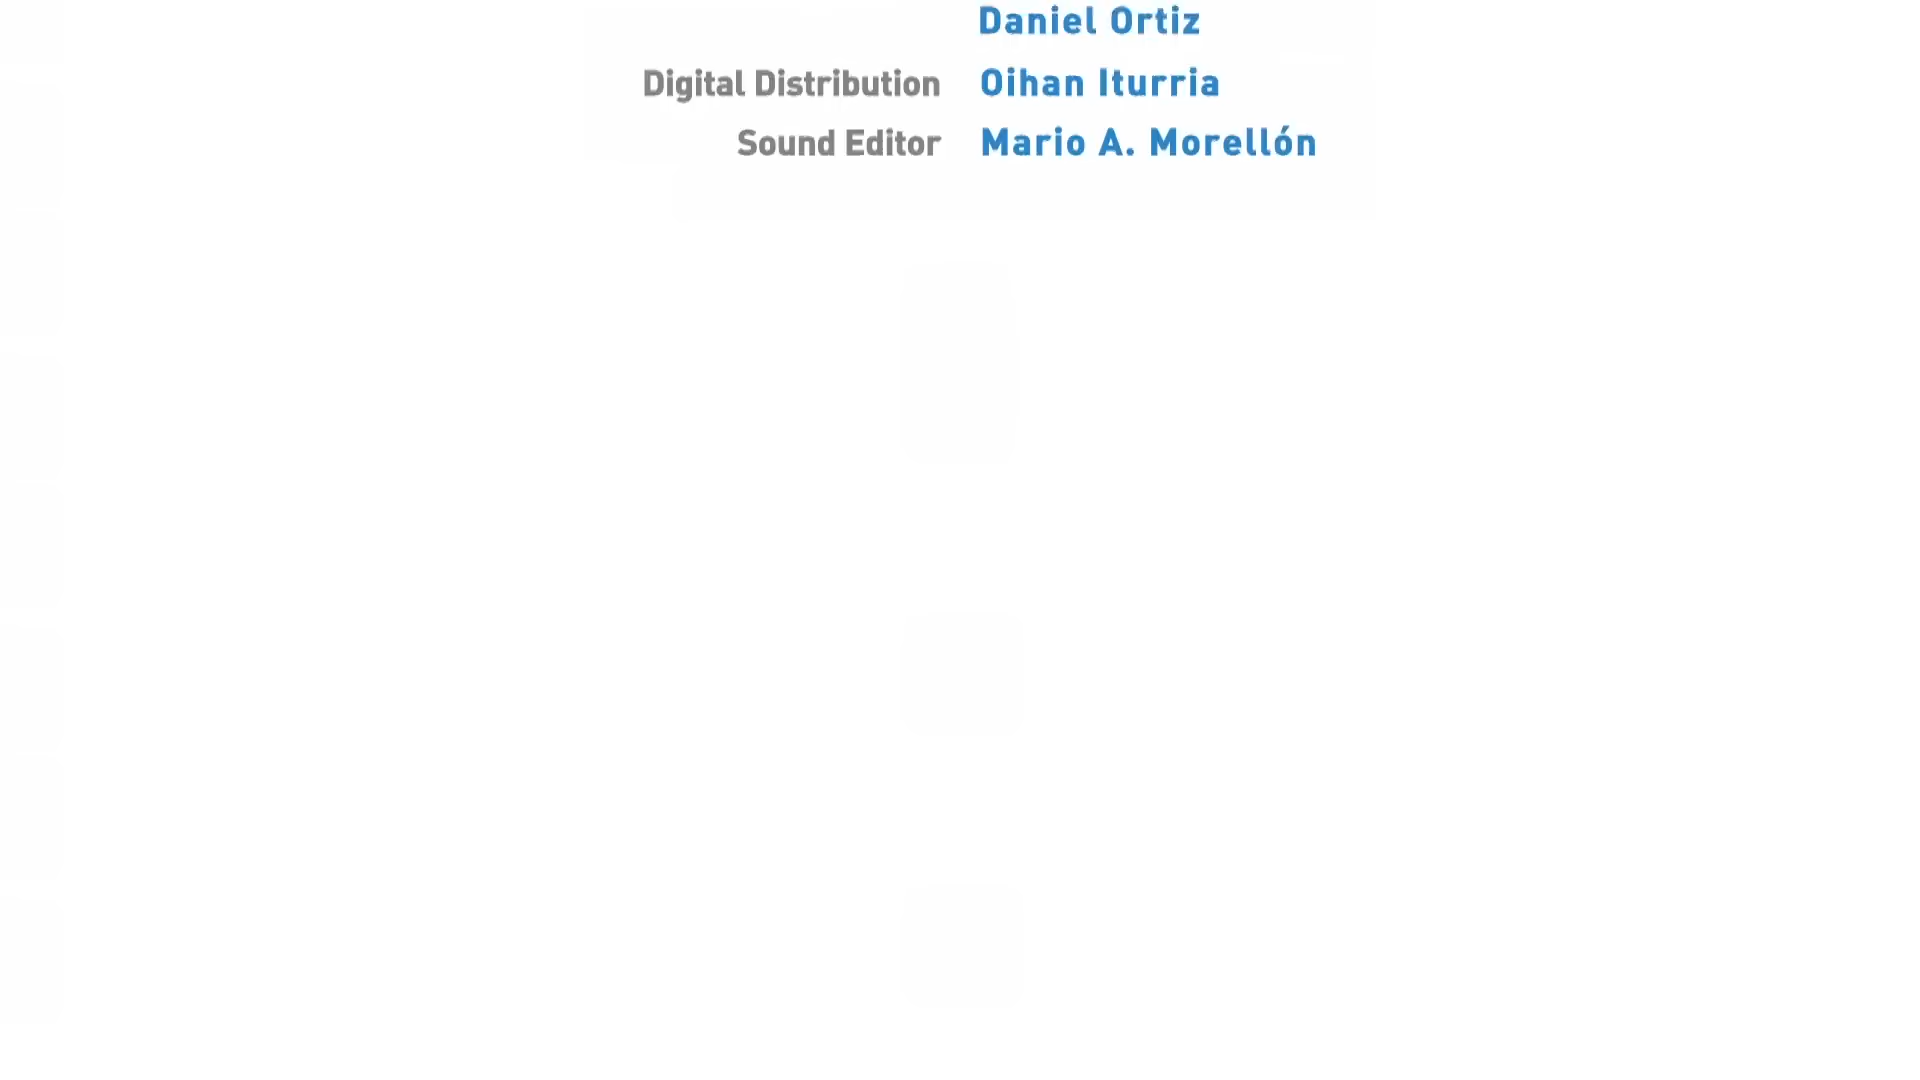 Daniel Ortiz
Digital Distribution Oihan Iturria
Sound Editor Mario A. Morellón